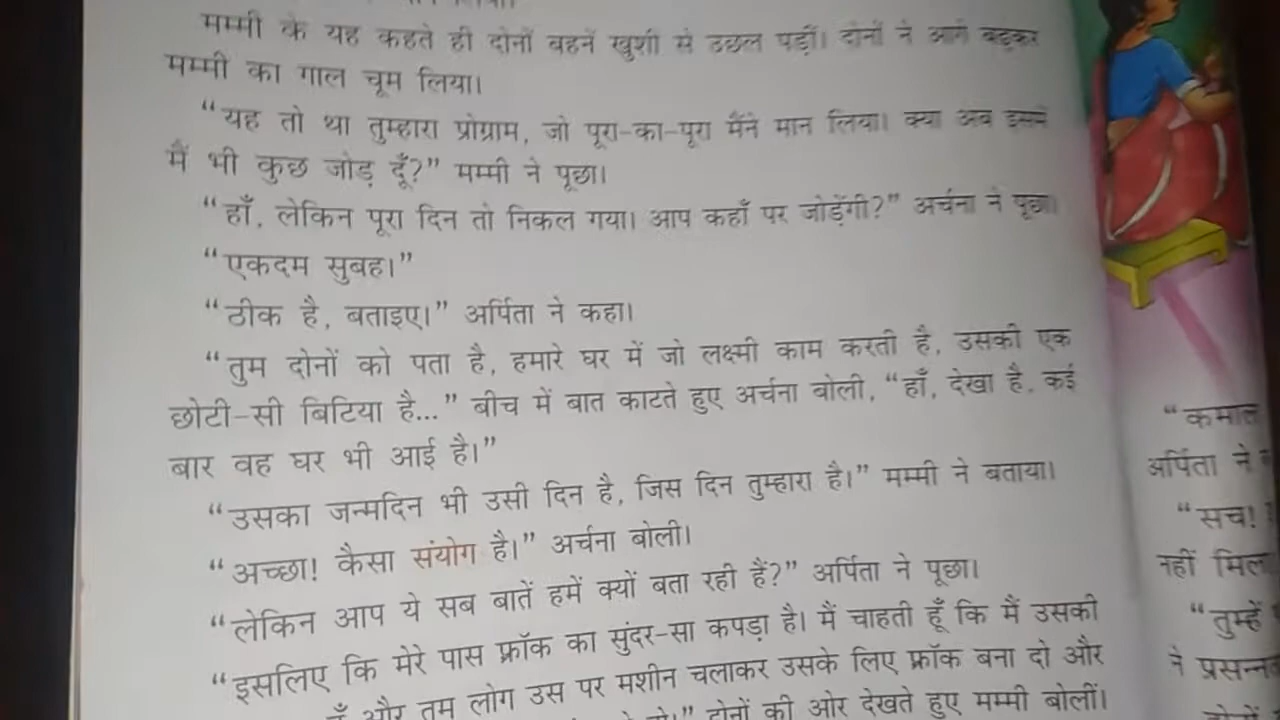 मम्मी के यह कहते ही दोनों बहनें खुशी से उछल पड़ीं। दोनों ने आगे बढ़कर
मम्मी का गाल चूम लिया।
“यह तो था तुम्हारा प्रोग्राम, जो पूरा-का-पूरा मैंने मान लिया। क्या अब इसमें
मैं भी कुछ जोड़ दूँ?” मम्मी ने पूछा।
“हाँ, लेकिन पूरा दिन तो निकल गया। आप कहाँ पर जोड़ेंगी?” अर्चना ने पूछा।
“एकदम सुबह।”
“ठीक है, बताइए।” अर्पिता ने कहा।
“तुम दोनों को पता है, हमारे घर में जो लक्ष्मी काम करती है, उसकी एक
छोटी-सी बिटिया है...” बीच में बात काटते हुए अर्चना बोली, “हाँ, देखा है, कई
बार वह घर भी आई है।”
“उसका जन्मदिन भी उसी दिन है, जिस दिन तुम्हारा है।” मम्मी ने बताया।
“अच्छा! कैसा संयोग है।” अर्चना बोली।
“लेकिन आप ये सब बातें हमें क्यों बता रही हैं?” अर्पिता ने पूछा।
“इसलिए कि मेरे पास फ्रॉक का सुंदर-सा कपड़ा है। मैं चाहती हूँ कि मैं उसकी
और तुम लोग उस पर मशीन चलाकर उसके लिए फ्रॉक बना दो और
दोनों की ओर देखते हुए मम्मी बोलीं।
“कमाल
अर्पिता ने
“सच!
नहीं मिल
“तुम्हें
ने